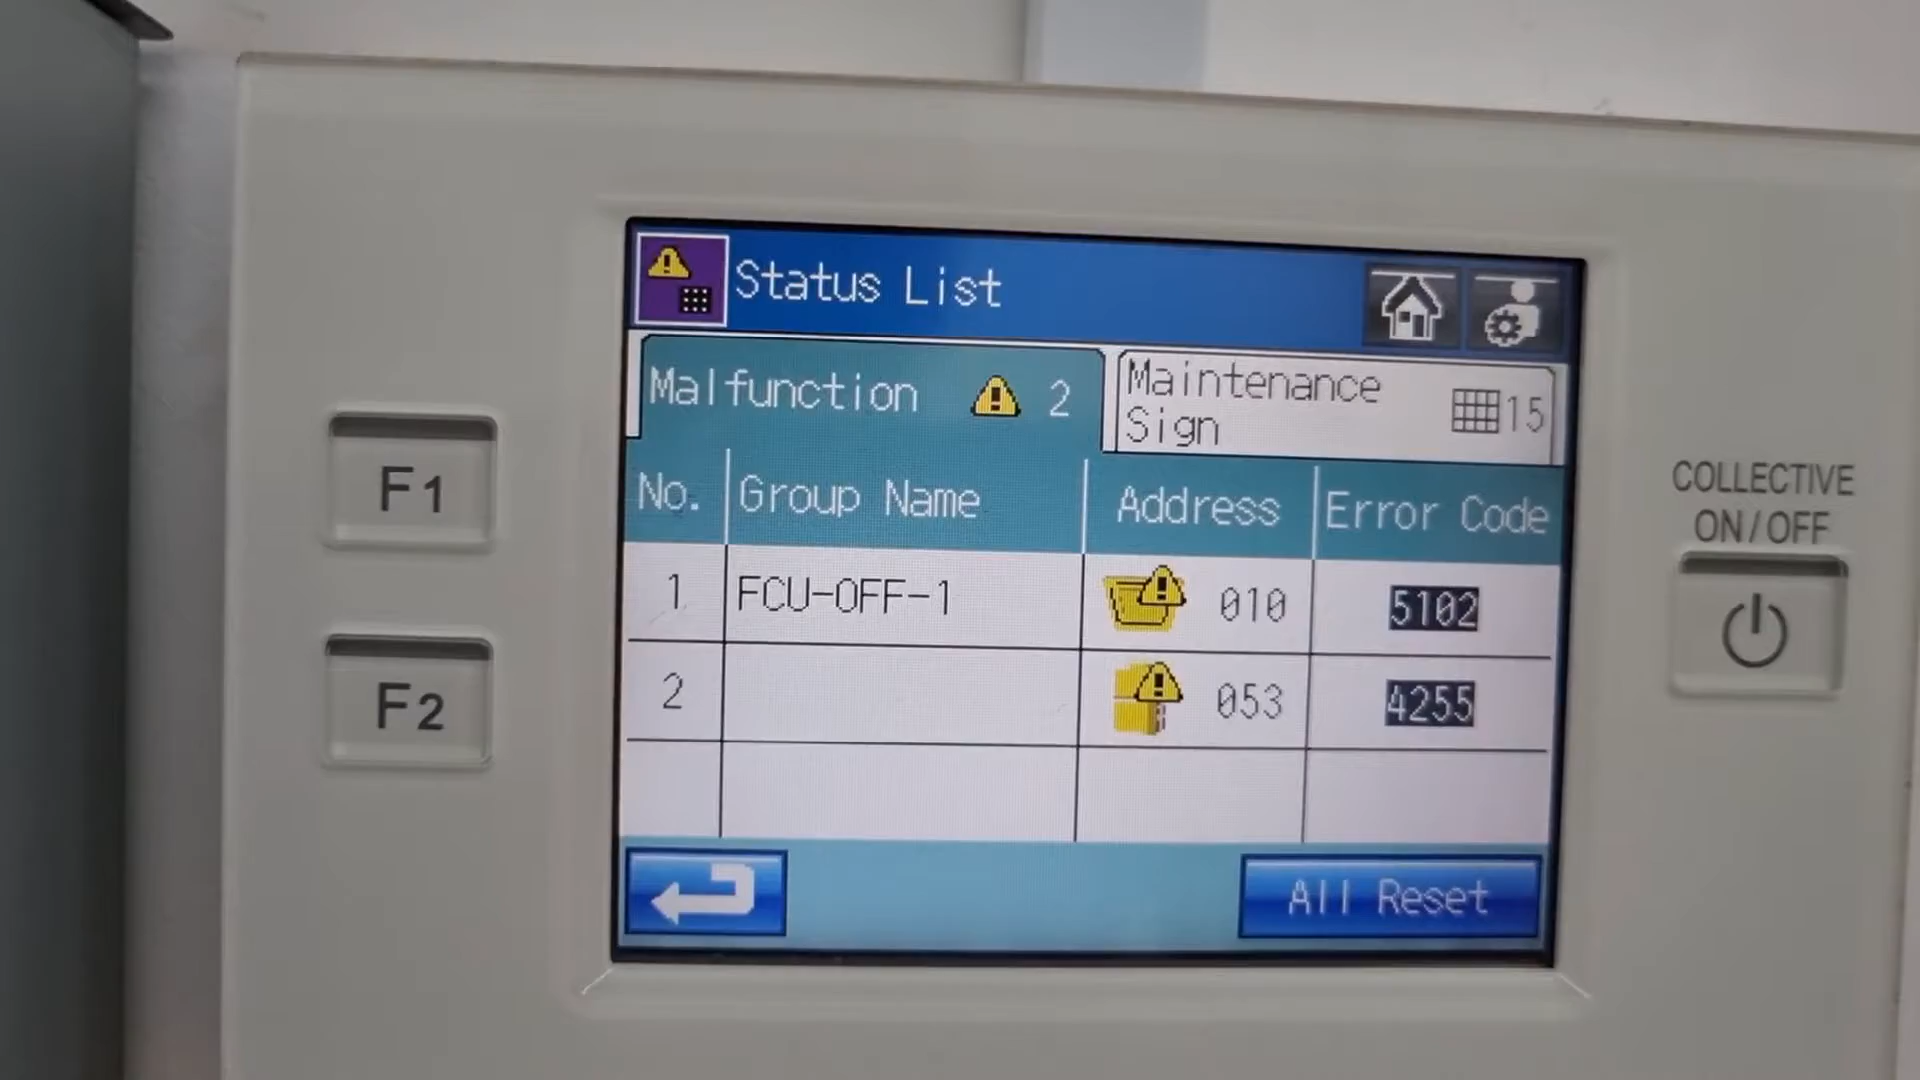 Status List
Malfunction 2
Maintenance
Sign 15
No. Group Name Address Error Code
1 FCU-OFF-1 010 5102
2 053 4255
All Reset
F1
F2
COLLECTIVE
ON/OFF